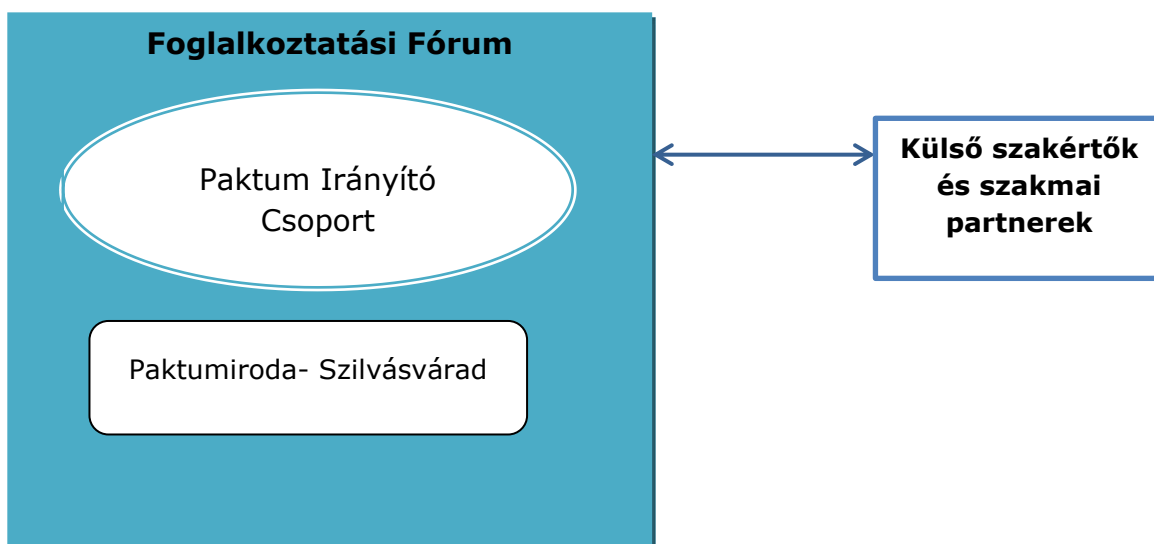 Foglalkoztatási Fórum
Paktum Irányító
Csoport
Paktumiroda- Szilvásvárad
Külső szakértők
és szakmai
partnerek